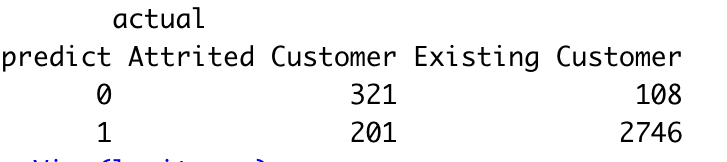 actual
predict Attrited Customer Existing Customer
0 321 108
1 201 2746